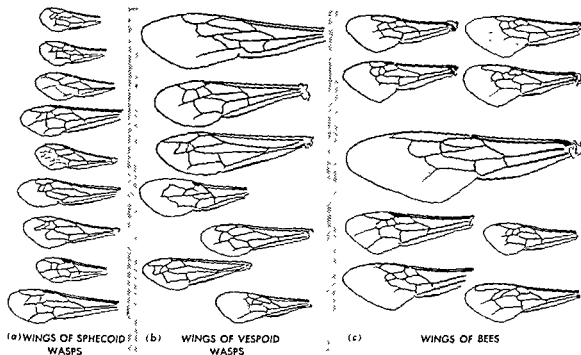 (a) WINGS OF SPHECOID
WASPS
(b) WINGS OF VESPOID
WASPS
(c) WINGS OF BEES